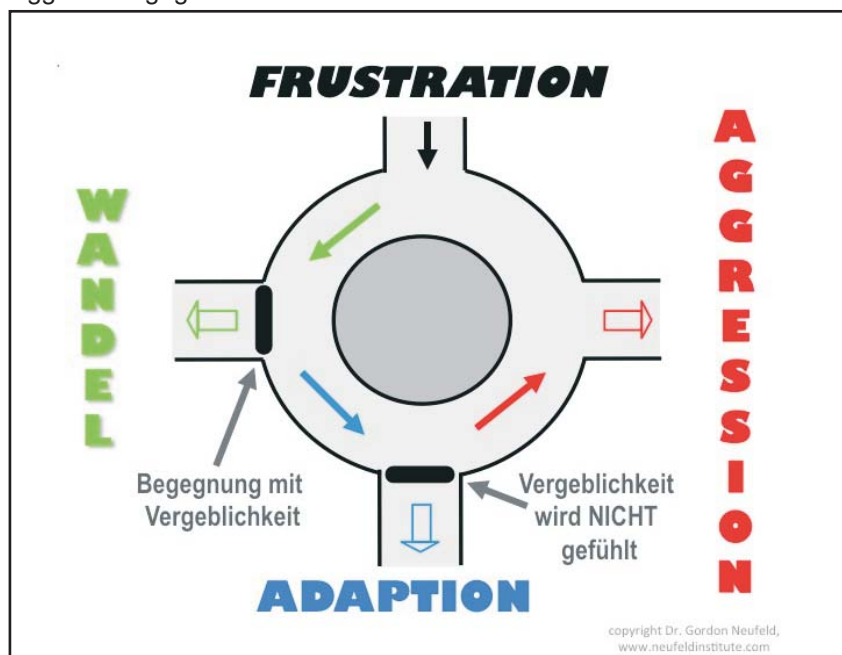 FRUSTRATION
WANDEL
AGGRESSION
Begegnung mit
Vergeblichkeit
Vergeblichkeit
wird NICHT
gefühlt
ADAPTION
copyright Dr. Gordon Neufeld,
www.neufeldinstitute.com